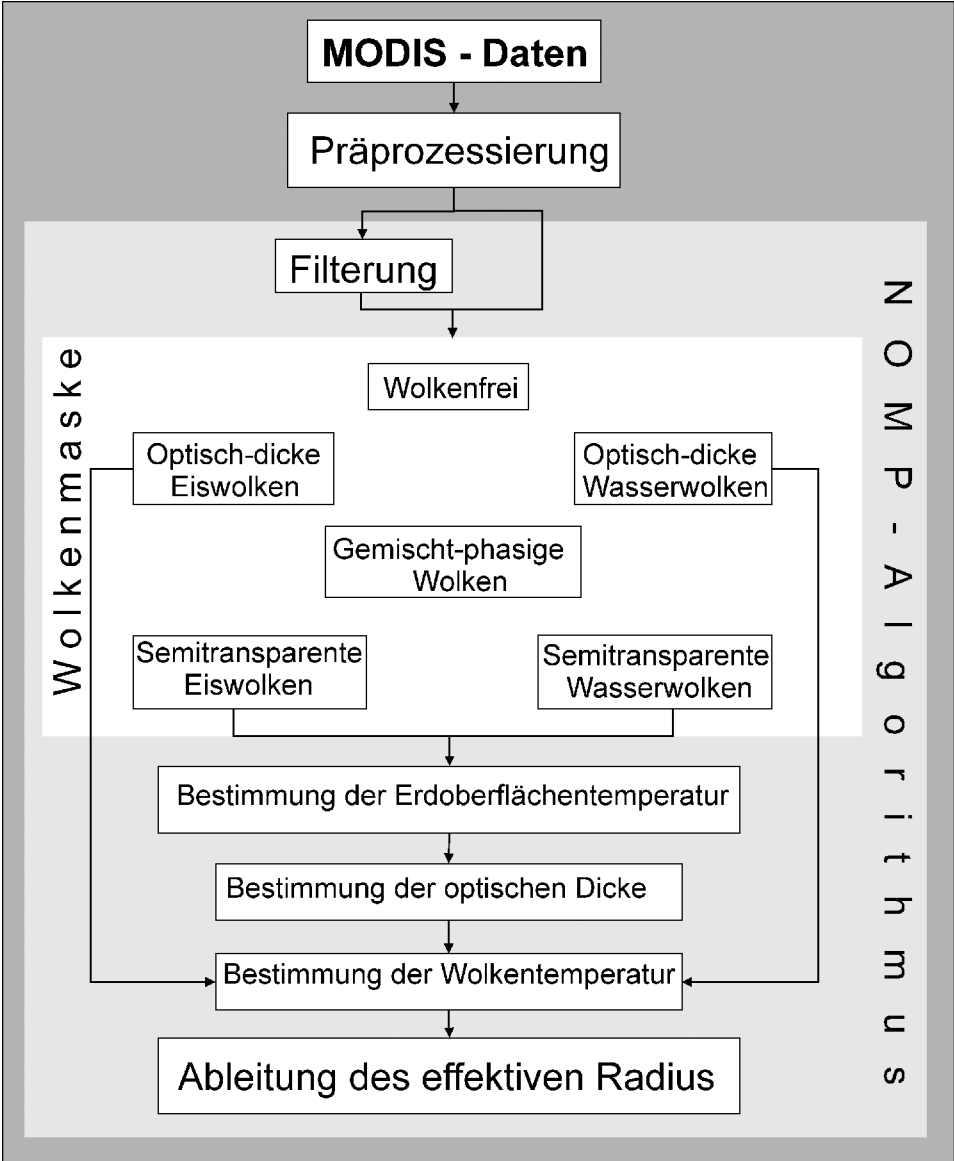 MODIS - Daten
Präprozessierung
Filterung
Wolkenmaske
Wolkenfrei
Optisch-dicke
Eiswolken
Optisch-dicke
Wasserwolken
Gemischt-phasige
Wolken
Semitransparente
Eiswolken
Semitransparente
Wasserwolken
Bestimmung der Erdoberflächentemperatur
Bestimmung der optischen Dicke
Bestimmung der Wolkentemperatur
Ableitung des effektiven Radius
NOMP-Algorithmus